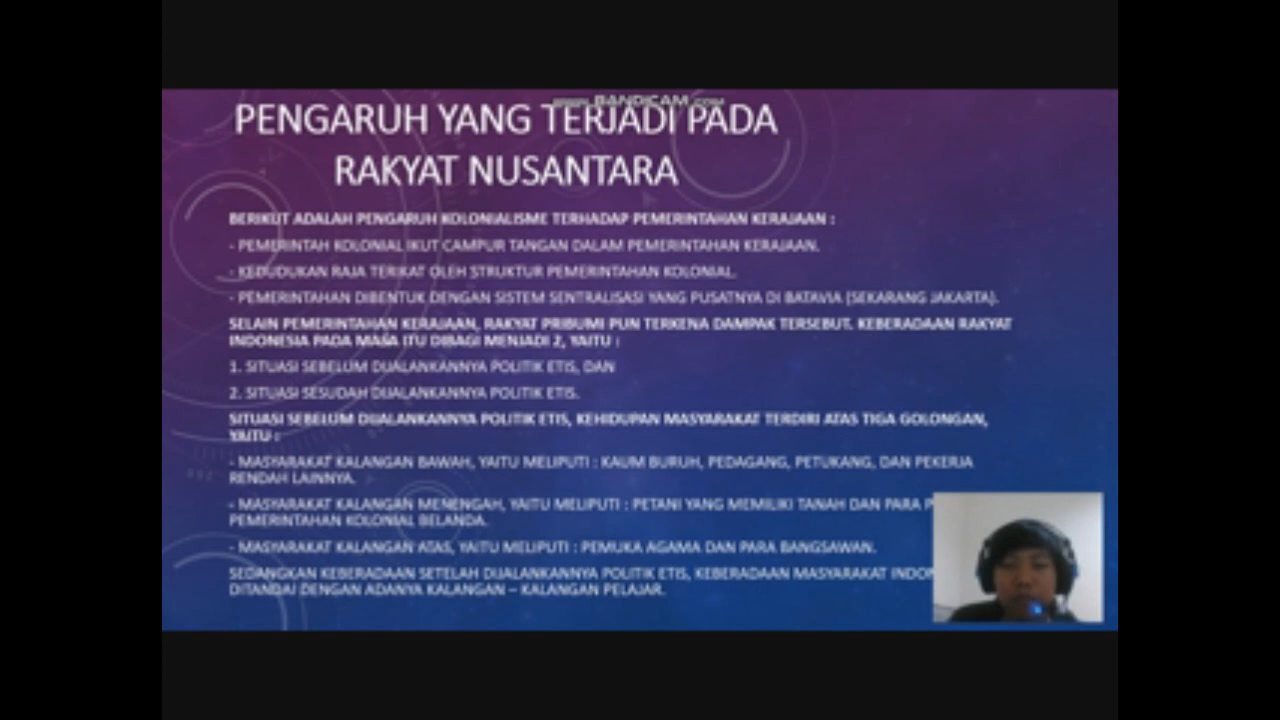 www.BANDICAM.com
PENGARUH YANG TERJADI PADA
RAKYAT NUSANTARA
BERIKUT ADALAH PENGARUH KOLONIALISME TERHADAP PEMERINTAHAN KERAJAAN :
- PEMERINTAH KOLONIAL IKUT CAMPUR TANGAN DALAM PEMERINTAHAN KERAJAAN.
- KEDUDUKAN RAJA TERIKAT OLEH STRUKTUR PEMERINTAHAN KOLONIAL.
- PEMERINTAHAN DIBENTUK DENGAN SISTEM SENTRALISASI YANG PUSATNYA DI BATAVIA (SEKARANG JAKARTA).
SELAIN PEMERINTAHAN KERAJAAN, RAKYAT PRIBUMI PUN TERKENA DAMPAK TERSEBUT. KEBERADAAN RAKYAT
INDONESIA PADA MASA ITU DIBAGI MENJADI 2, YAITU :
1. SITUASI SEBELUM DIJALANKANNYA POLITIK ETIS, DAN
2. SITUASI SESUDAH DIJALANKANNYA POLITIK ETIS.
SITUASI SEBELUM DIJALANKANNYA POLITIK ETIS, KEHIDUPAN MASYARAKAT TERDIRI ATAS TIGA GOLONGAN,
YAITU :
- MASYARAKAT KALANGAN BAWAH, YAITU MELIPUTI : KAUM BURUH, PEDAGANG, PETUKANG, DAN PEKERJA
RENDAH LAINNYA.
- MASYARAKAT KALANGAN MENENGAH, YAITU MELIPUTI : PETANI YANG MEMILIKI TANAH DAN PARA
PEMERINTAHAN KOLONIAL BELANDA.
- MASYARAKAT KALANGAN ATAS, YAITU MELIPUTI : PEMUKA AGAMA DAN PARA BANGSAWAN.
SEDANGKAN KEBERADAAN SETELAH DIJALANKANNYA POLITIK ETIS, KEBERADAAN MASYARAKAT
DITANDAI DENGAN ADANYA KALANGAN – KALANGAN PELAJAR.